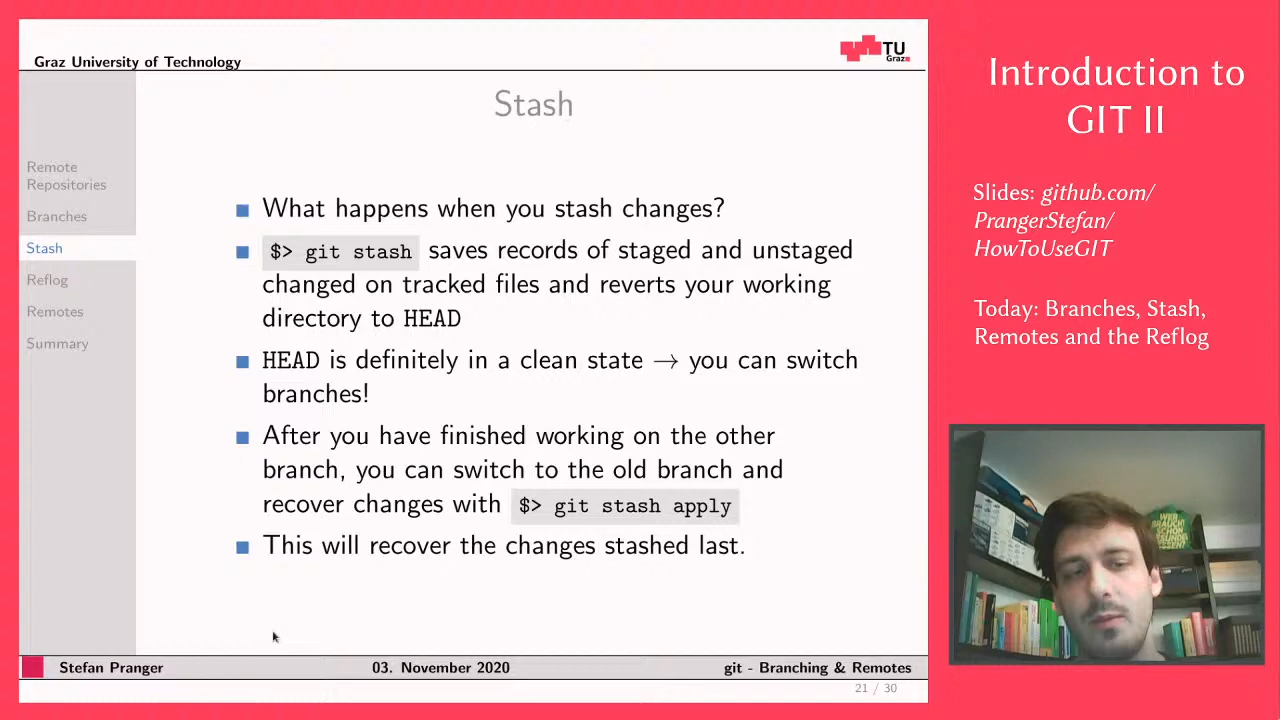 Graz University of Technology
TU
Graz
Stash
Remote
Repositories
Branches
Stash
Reflog
Remotes
Summary
What happens when you stash changes?
$> git stash saves records of staged and unstaged
changed on tracked files and reverts your working
directory to HEAD
HEAD is definitely in a clean state → you can switch
branches!
After you have finished working on the other
branch, you can switch to the old branch and
recover changes with $> git stash apply
This will recover the changes stashed last.
Stefan Pranger 03. November 2020 git - Branching & Remotes
21 / 30
Introduction to
GIT II
Slides: github.com/
PrangerStefan/
HowToUseGIT
Today: Branches, Stash,
Remotes and the Reflog
WER
BRAUCHT
SCHON